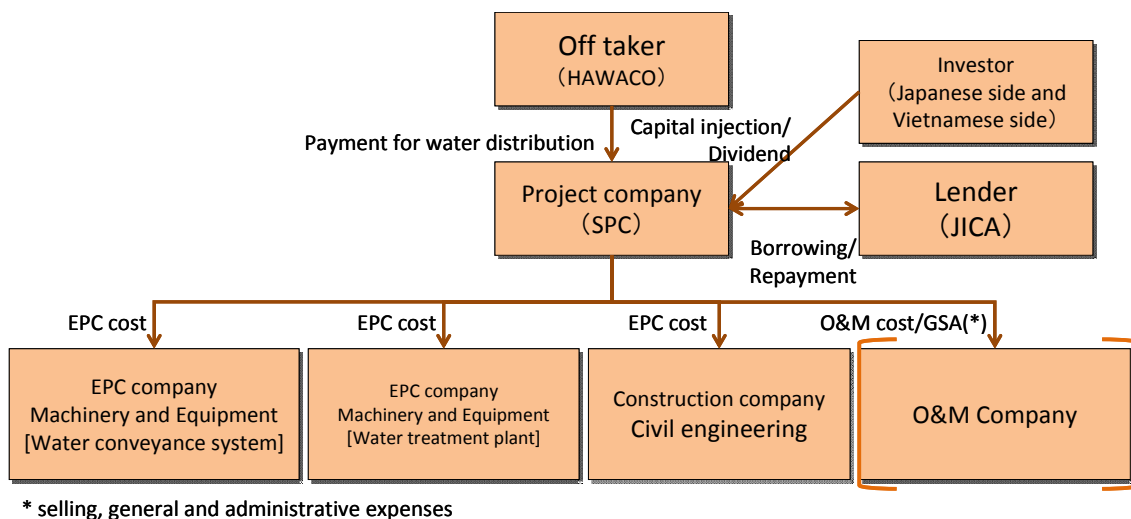 Off taker
（HAWACO）
Investor
（Japanese side and
Vietnamese side）
Payment for water distribution
Capital injection/
Dividend
Project company
（SPC）
Lender
（JICA）
Borrowing/
Repayment
EPC cost
EPC cost
EPC cost
O&M cost/GSA(*)
EPC company
Machinery and Equipment
[Water conveyance system]
EPC company
Machinery and Equipment
[Water treatment plant]
Construction company
Civil engineering
O&M Company
* selling, general and administrative expenses